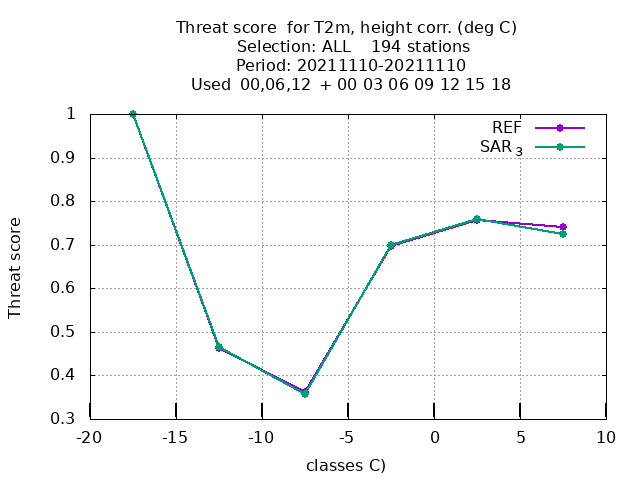 Threat score  for T2m, height corr. (deg C)
Selection: ALL    194 stations
Period: 20211110-20211110
Used  00,06,12  + 00 03 06 09 12 15 18
REF
SAR 3
1
0.9
0.8
0.7
0.6
0.5
0.4
0.3
Threat score
-20 -15 -10 -5 0 5 10
classes C)